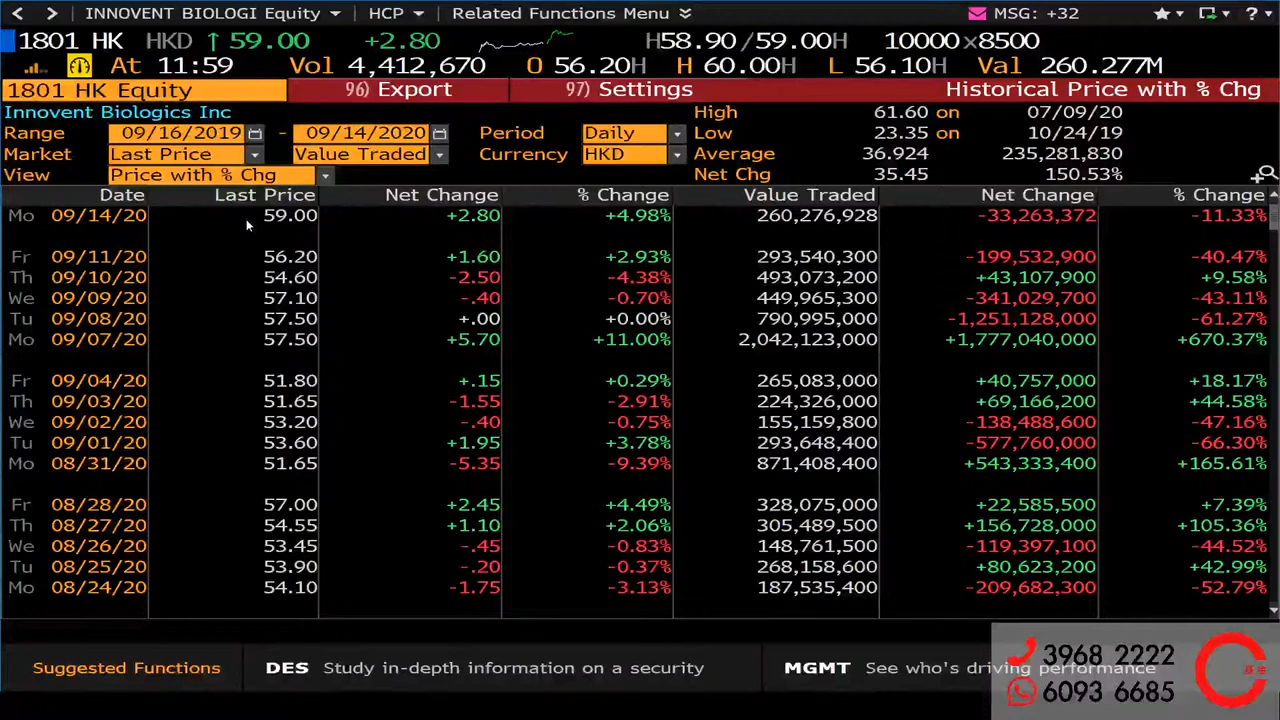 INNOVENT BIOLOGI Equity HCP Related Functions Menu MSG: +32 ?
1801 HK HKD ↑ 59.00 +2.80 H58.90/59.00H 10000x8500
At 11:59 Vol 4,412,670 O 56.20H H 60.00H L 56.10H Val 260.277M
1801 HK Equity 96) Export 97) Settings Historical Price with % Chg
Innovent Biologics Inc High 61.60 on 07/09/20
Range 09/16/2019 - 09/14/2020 Period Daily Low 23.35 on 10/24/19
Market Last Price Value Traded Currency HKD Average 36.924 235,281,830
View Price with % Chg Net Chg 35.45 150.53%
Date Last Price Net Change % Change Value Traded Net Change % Change
Mo 09/14/20 59.00 +2.80 +4.98% 260,276,928 -33,263,372 -11.33%
Fr 09/11/20 56.20 +1.60 +2.93% 293,540,300 -199,532,900 -40.47%
Th 09/10/20 54.60 -2.50 -4.38% 493,073,200 +43,107,900 +9.58%
We 09/09/20 57.10 -.40 -0.70% 449,965,300 -341,029,700 -43.11%
Tu 09/08/20 57.50 +.00 +0.00% 790,995,000 -1,251,128,000 -61.27%
Mo 09/07/20 57.50 +5.70 +11.00% 2,042,123,000 +1,777,040,000 +670.37%
Fr 09/04/20 51.80 +.15 +0.29% 265,083,000 +40,757,000 +18.17%
Th 09/03/20 51.65 -1.55 -2.91% 224,326,000 +69,166,200 +44.58%
We 09/02/20 53.20 -.40 -0.75% 155,159,800 -138,488,600 -47.16%
Tu 09/01/20 53.60 +1.95 +3.78% 293,648,400 -577,760,000 -66.30%
Mo 08/31/20 51.65 -5.35 -9.39% 871,408,400 +543,333,400 +165.61%
Fr 08/28/20 57.00 +2.45 +4.49% 328,075,000 +22,585,500 +7.39%
Th 08/27/20 54.55 +1.10 +2.06% 305,489,500 +156,728,000 +105.36%
We 08/26/20 53.45 -.45 -0.83% 148,761,500 -119,397,100 -44.52%
Tu 08/25/20 53.90 -.20 -0.37% 268,158,600 +80,623,200 +42.99%
Mo 08/24/20 54.10 -1.75 -3.13% 187,535,400 -209,682,300 -52.79%
Suggested Functions DES Study in-depth information on a security MGMT See who's driving performance
3968 2222
6093 6685